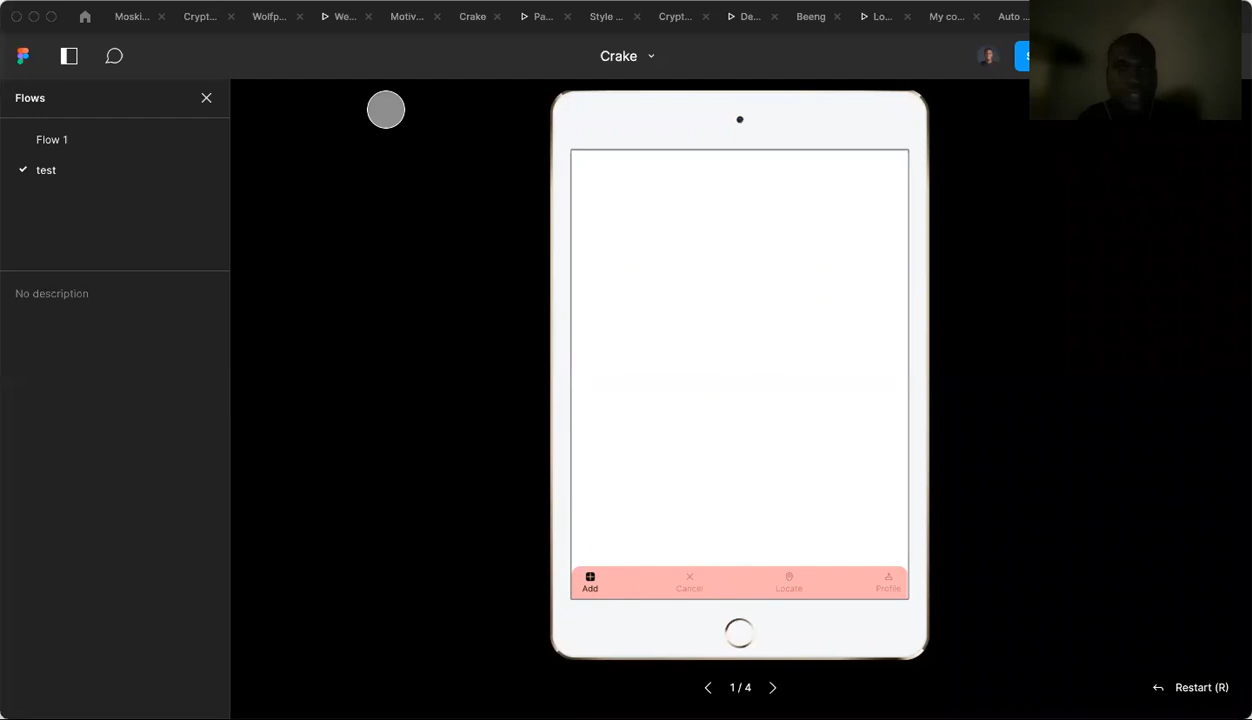 Moski... Crypt... Wolfp... We... Motiv... Crake Pa... Style ... Crypt... De... Beeng Lo... My co... Auto ...
Crake
Flows
Flow 1
test
No description
Add Cancel Locate Profile
1 / 4
Restart (R)